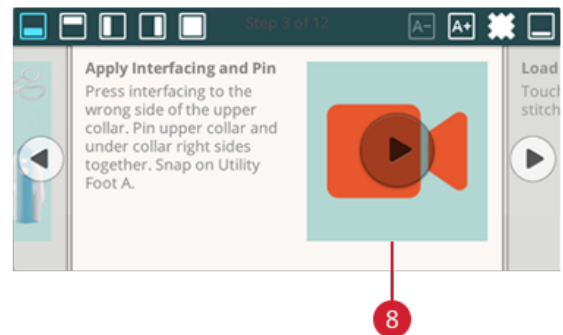 Step 3 of 12
A-
A+
Apply Interfacing and Pin
Press interfacing to the
wrong side of the upper
collar. Pin upper collar and
under collar right sides
together. Snap on Utility
Foot A.
Load
Touch
stitch
8